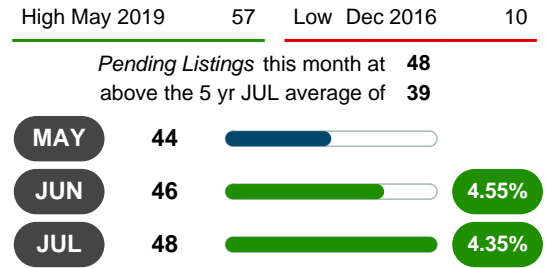 High May 2019 57 Low Dec 2016 10
Pending Listings this month at 48
above the 5 yr JUL average of 39
MAY 44
JUN 46 4.55%
JUL 48 4.35%